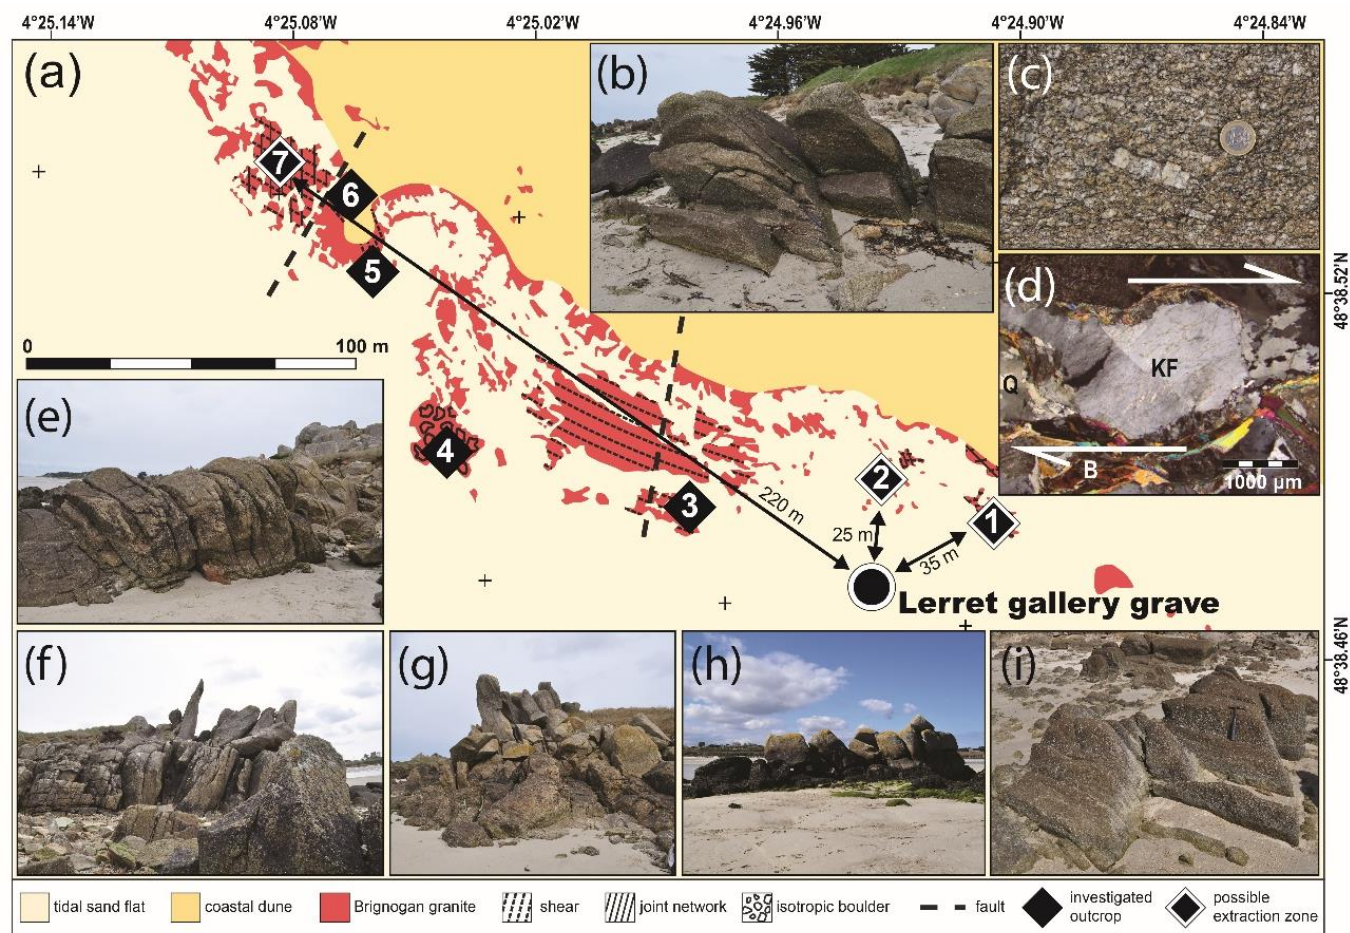 4°25.14’W 4°25.08’W 4°25.02’W 4°24.96’W 4°24.90’W 4°24.84’W
(a)
(b)
(c)
7
6
5
48°38.52’N
(d)
KF
Q
B
1000 µm
0 100 m
(e)
4
3
2
1
220 m
25 m
35 m
Lerret gallery grave
48°38.46’N
(f)
(g)
(h)
(i)
tidal sand flat
coastal dune
Brignogan granite
shear
joint network
isotropic boulder
fault
investigated
outcrop
possible
extraction zone